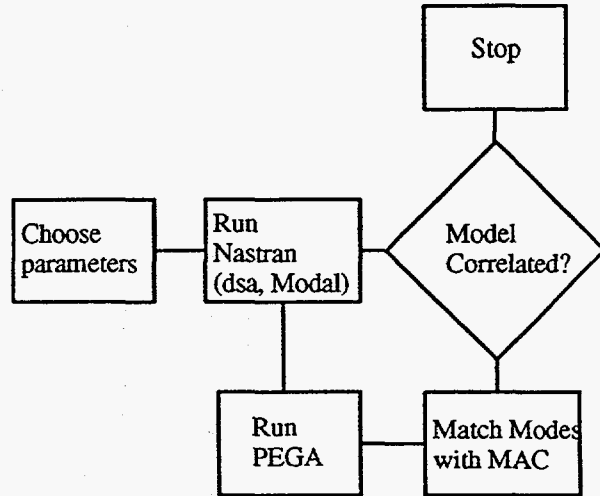 Stop
Choose
parameters
Run
Nastran
(dsa, Modal)
Model
Correlated?
Run
PEGA
Match Modes
with MAC